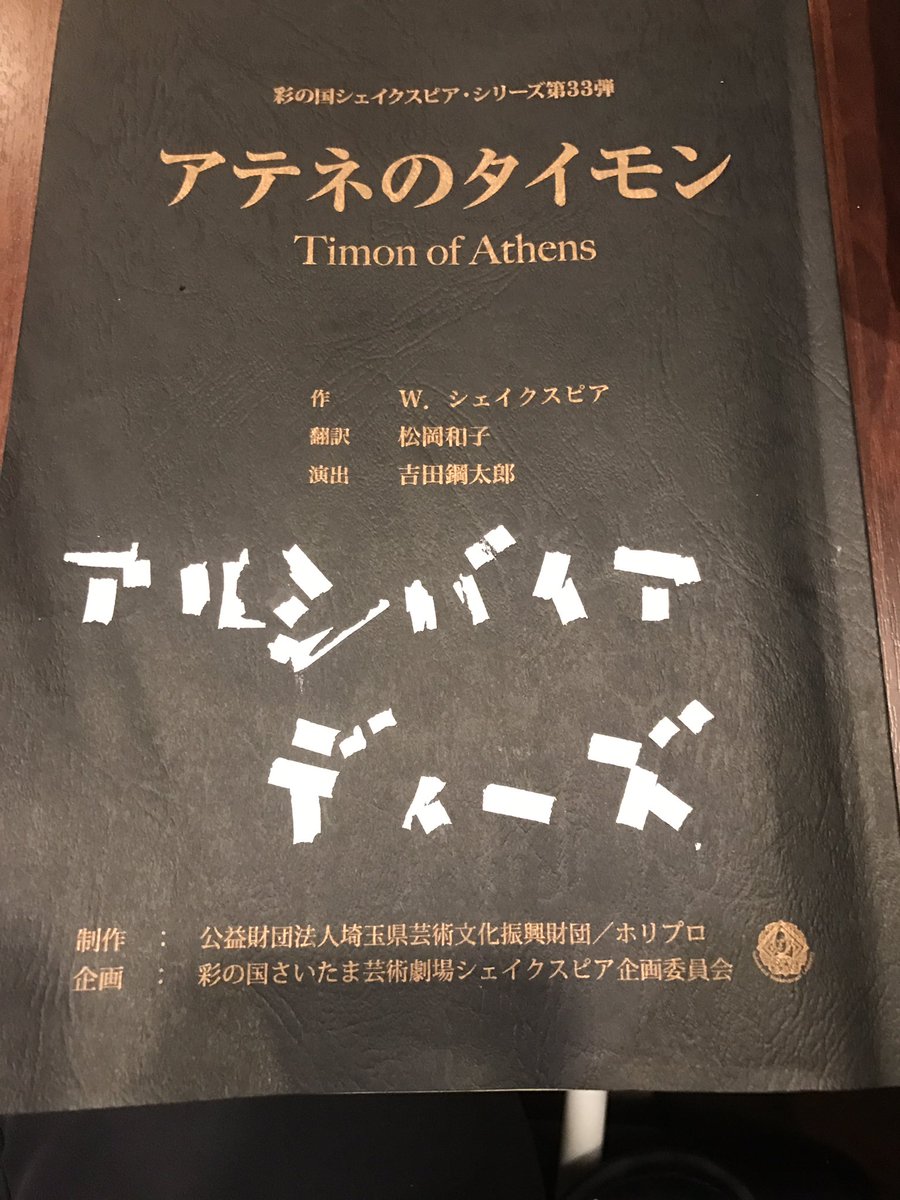 彩の国シェイクスピア・シリーズ第33弾
アテネのタイモン
Timon of Athens
作 W．シェイクスピア
翻訳 松岡和子
演出 吉田鋼太郎
アルシバイア
ディーズ
制作 ： 公益財団法人埼玉県芸術文化振興財団／ホリプロ
企画 ： 彩の国さいたま芸術劇場シェイクスピア企画委員会